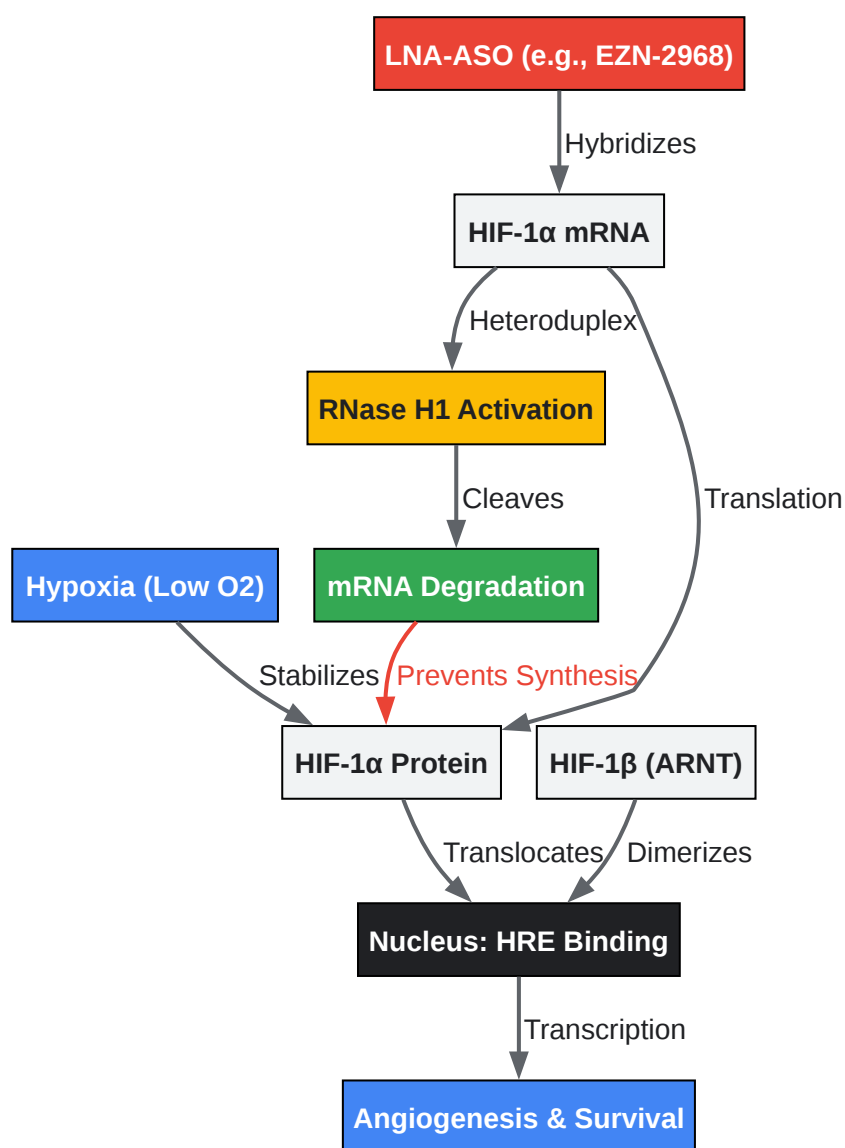 LNA-ASO (e.g., EZN-2968)
Hybridizes
HIF-1α mRNA
Heteroduplex
RNase H1 Activation
Cleaves
Translation
Hypoxia (Low O2)
mRNA Degradation
Stabilizes
Prevents Synthesis
HIF-1α Protein
HIF-1β (ARNT)
Translocates
Dimerizes
Nucleus: HRE Binding
Transcription
Angiogenesis & Survival